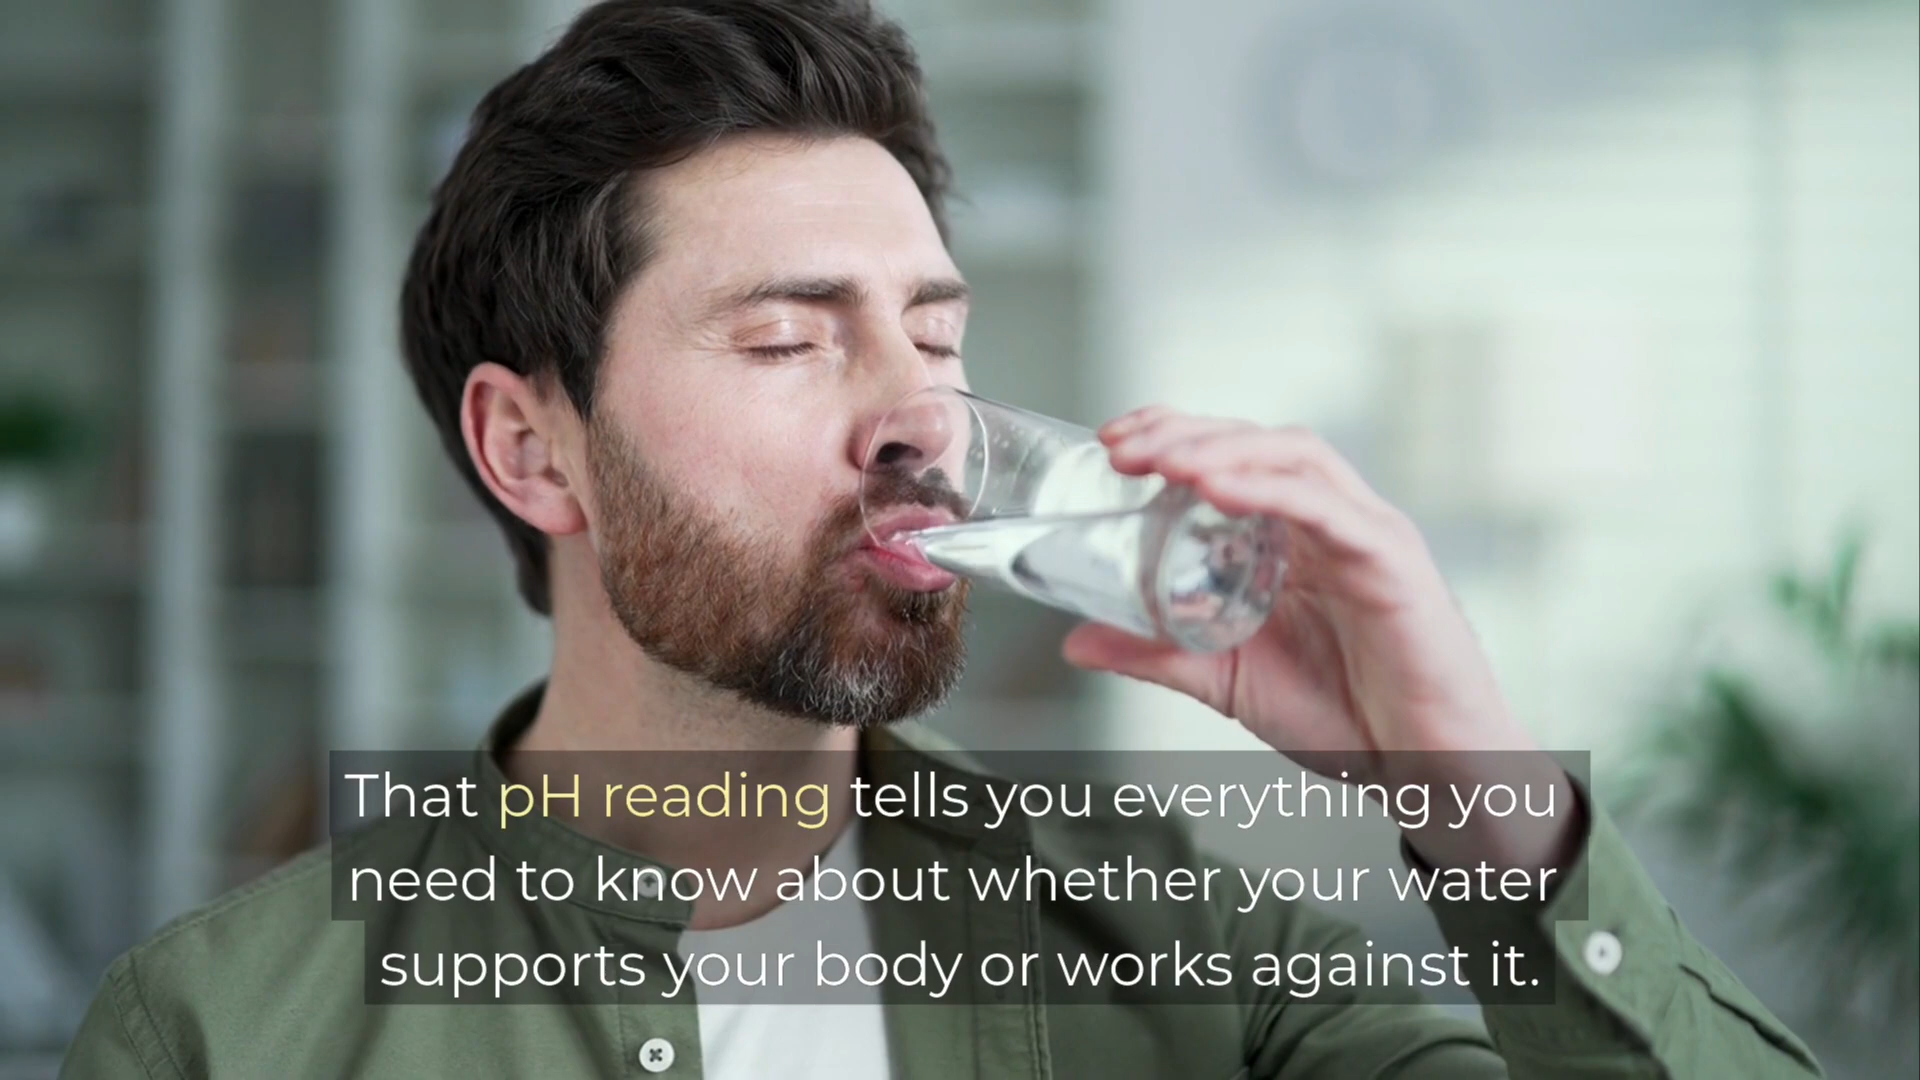 That pH reading tells you everything you
need to know about whether your water
supports your body or works against it.